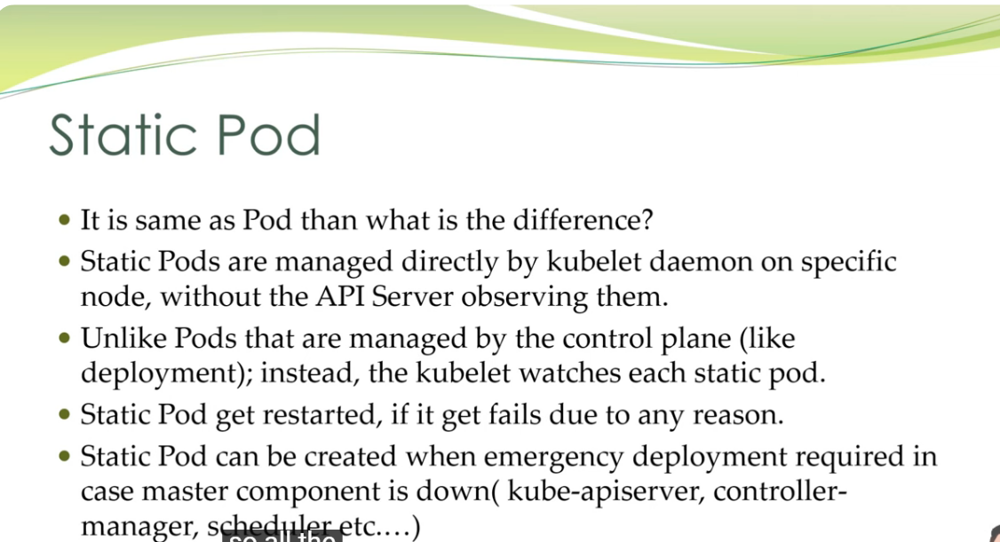 Static Pod
• It is same as Pod than what is the difference?
• Static Pods are managed directly by kubelet daemon on specific
node, without the API Server observing them.
• Unlike Pods that are managed by the control plane (like
deployment); instead, the kubelet watches each static pod.
• Static Pod get restarted, if it get fails due to any reason.
• Static Pod can be created when emergency deployment required in
case master component is down( kube-apiserver, controller-
manager, scheduler etc.…)
so all the